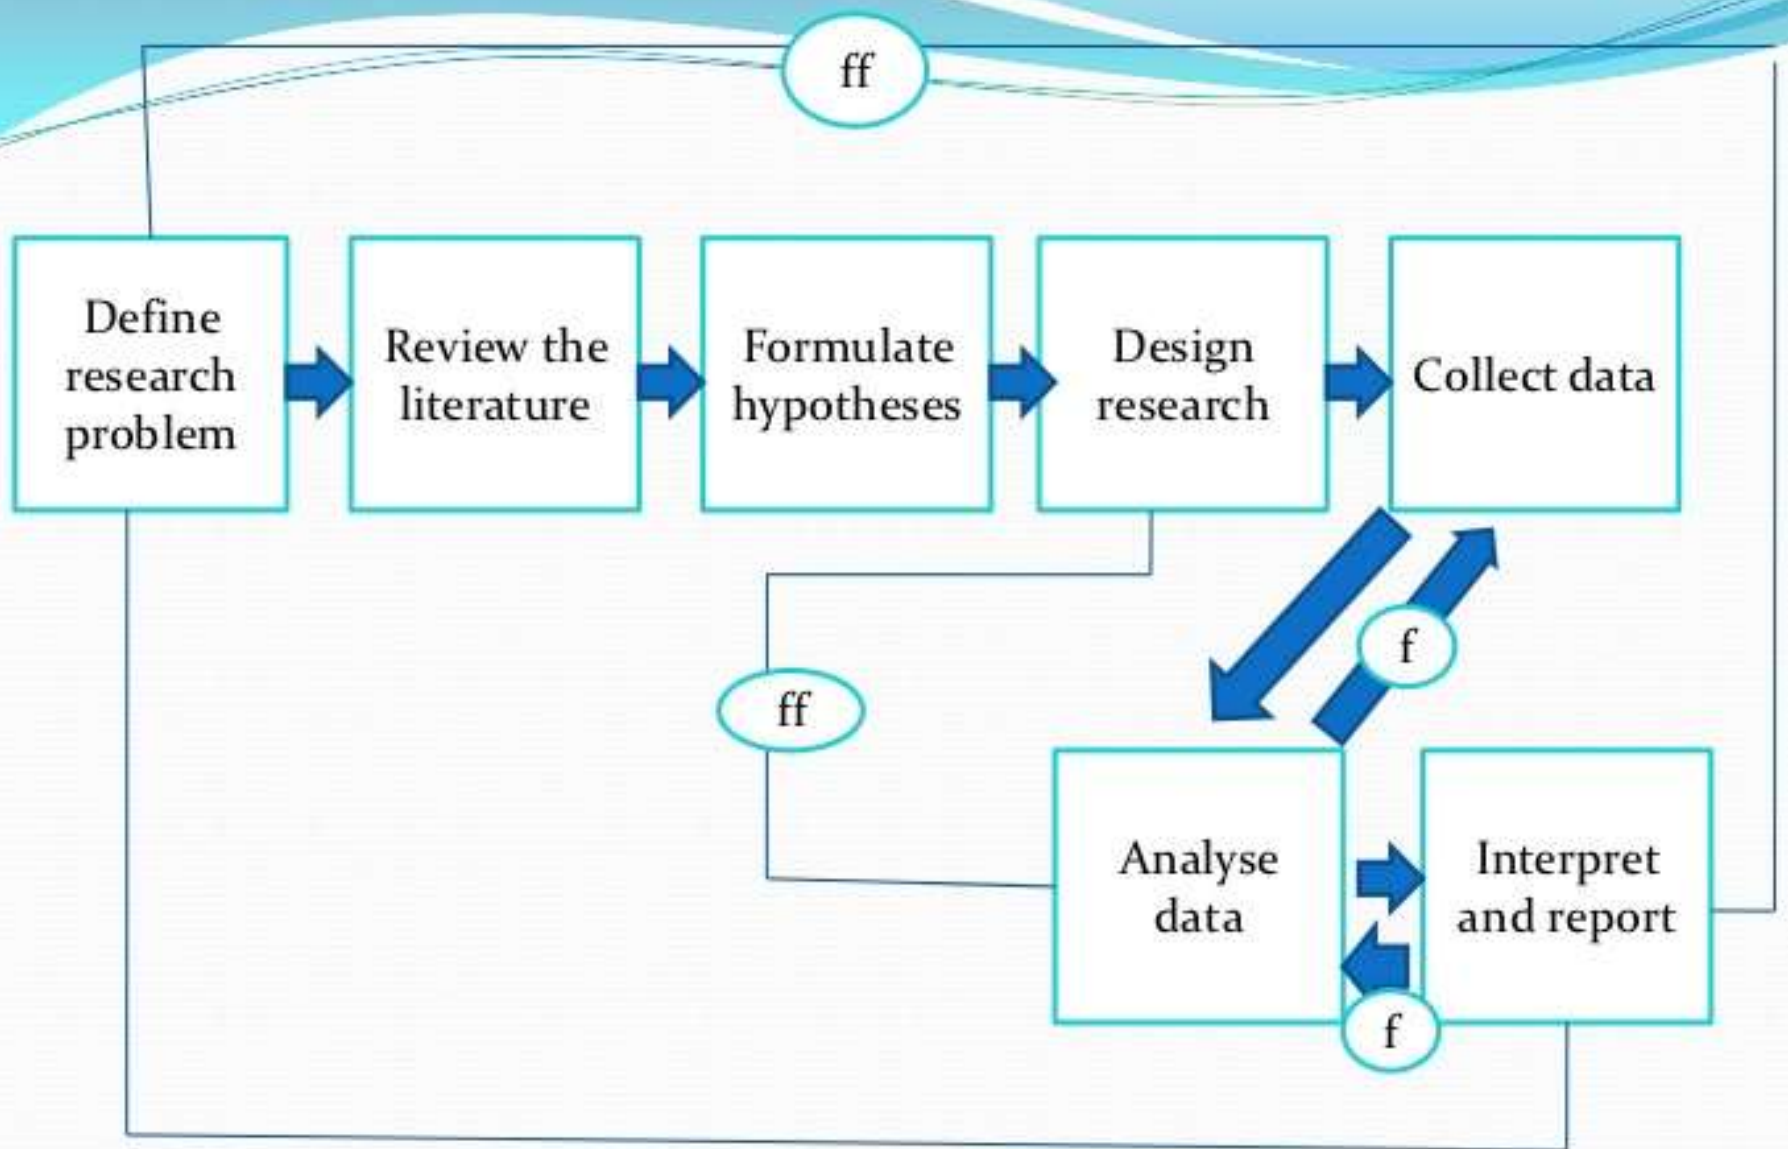 ff
Define
research
problem
Review the
literature
Formulate
hypotheses
Design
research
Collect data
f
ff
Analyse
data
Interpret
and report
f